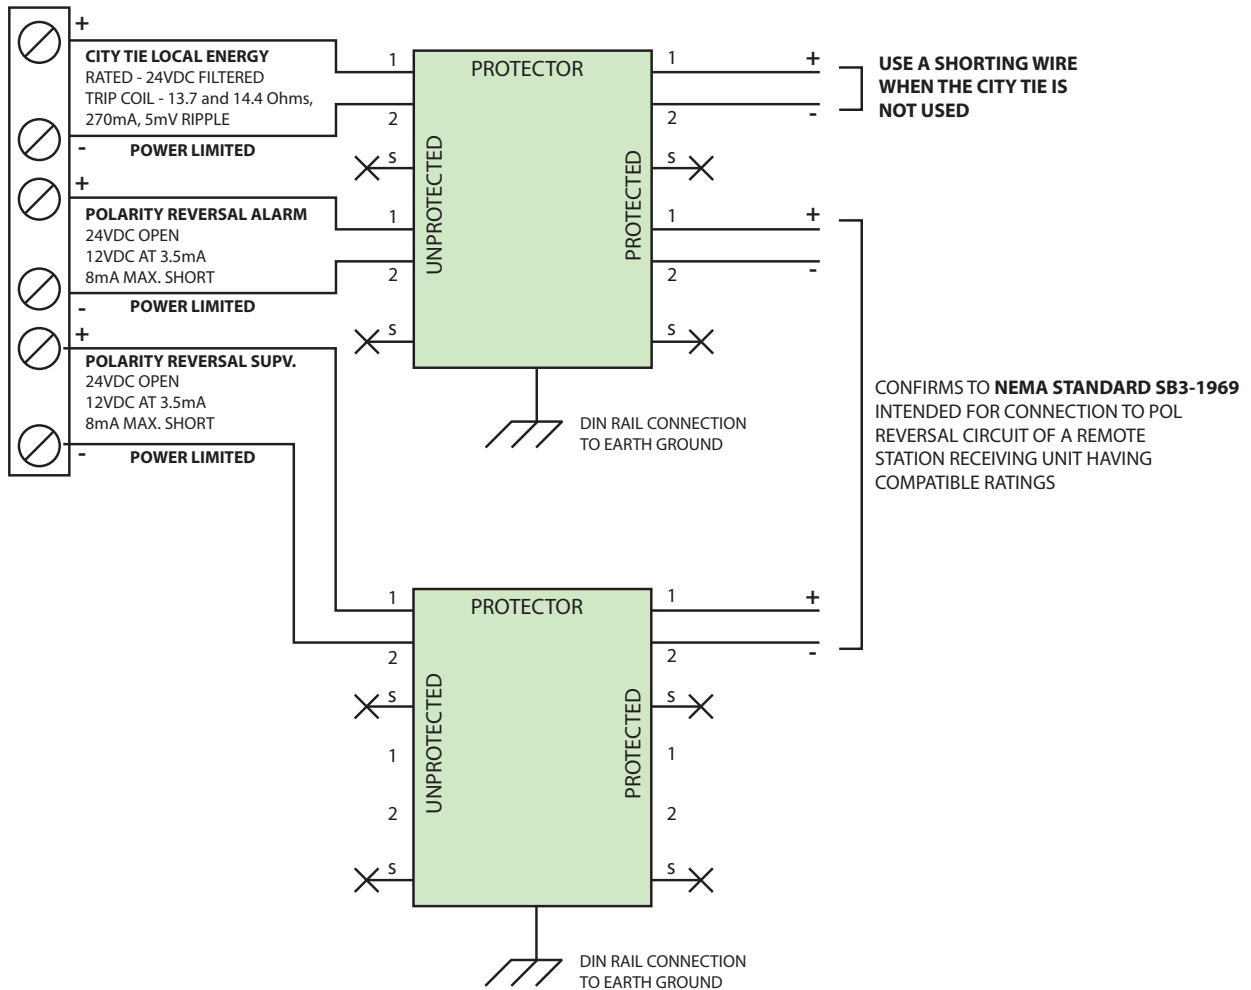 +
CITY TIE LOCAL ENERGY
RATED - 24VDC FILTERED
TRIP COIL - 13.7 and 14.4 Ohms,
270mA, 5mV RIPPLE
-
POWER LIMITED
+
POLARITY REVERSAL ALARM
24VDC OPEN
12VDC AT 3.5mA
8mA MAX. SHORT
-
POWER LIMITED
+
POLARITY REVERSAL SUPV.
24VDC OPEN
12VDC AT 3.5mA
8mA MAX. SHORT
-
POWER LIMITED
1
2
S
1
2
S
PROTECTOR
UNPROTECTED
PROTECTED
1
2
S
1
2
S
+
-
+
-
USE A SHORTING WIRE
WHEN THE CITY TIE IS
NOT USED
DIN RAIL CONNECTION
TO EARTH GROUND
CONFIRMS TO NEMA STANDARD SB3-1969
INTENDED FOR CONNECTION TO POL
REVERSAL CIRCUIT OF A REMOTE
STATION RECEIVING UNIT HAVING
COMPATIBLE RATINGS
1
2
S
1
2
S
PROTECTOR
UNPROTECTED
PROTECTED
1
2
S
1
2
S
+
-
DIN RAIL CONNECTION
TO EARTH GROUND